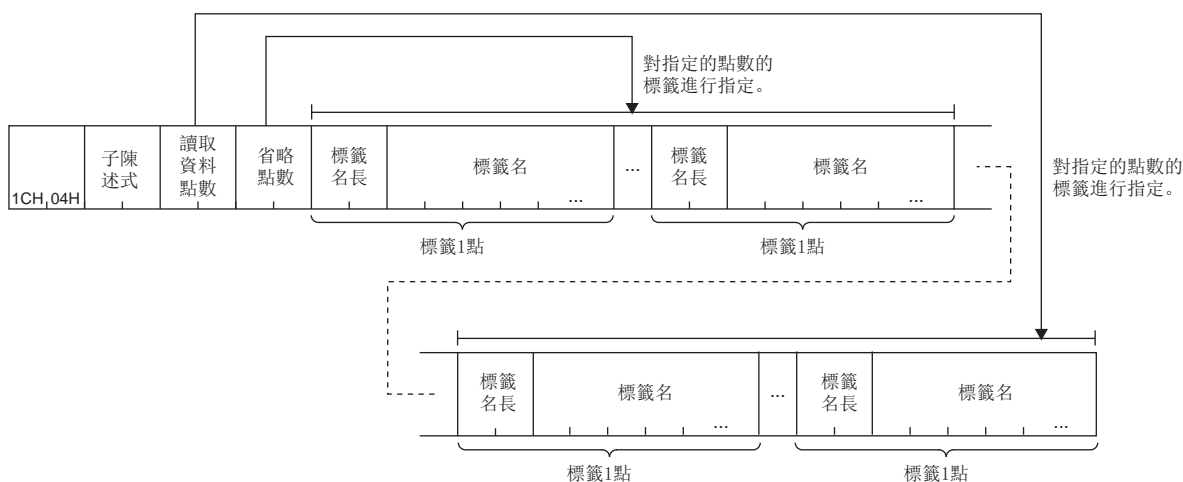 對指定的點數的
標籤進行指定。
1CH 04H
子陳
述式
讀取
資料
點數
省略
點數
標籤
名長
標籤名
...
...
標籤
名長
標籤名
...
標籤1點
標籤1點
對指定的點數的
標籤進行指定。
標籤
名長
標籤名
...
...
標籤
名長
標籤名
...
標籤1點
標籤1點